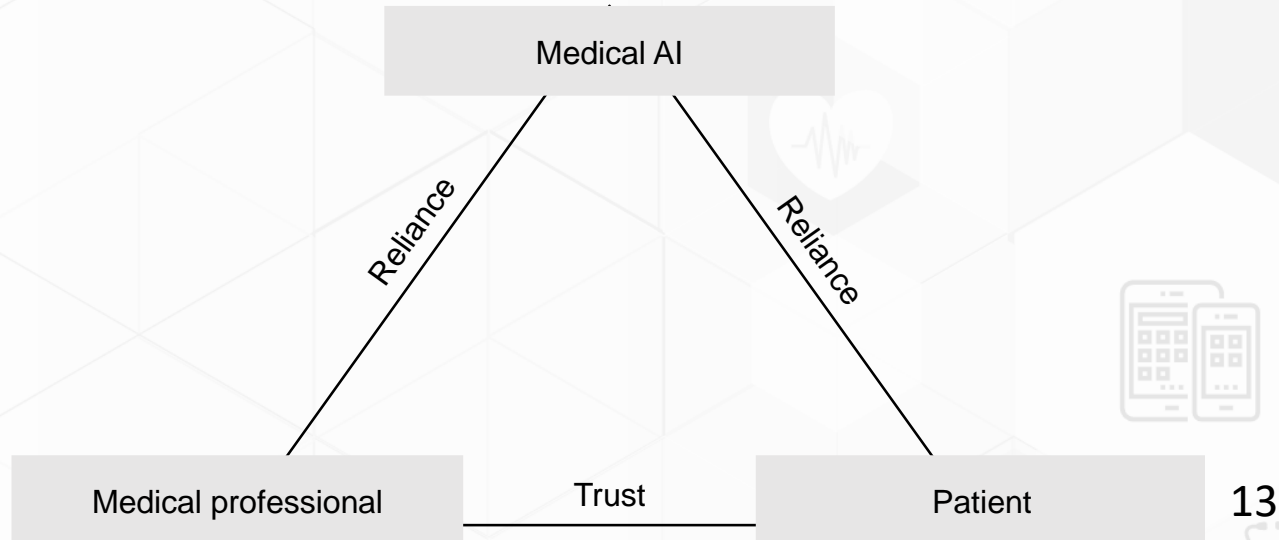 Medical AI
Reliance
Reliance
Medical professional
Trust
Patient
13